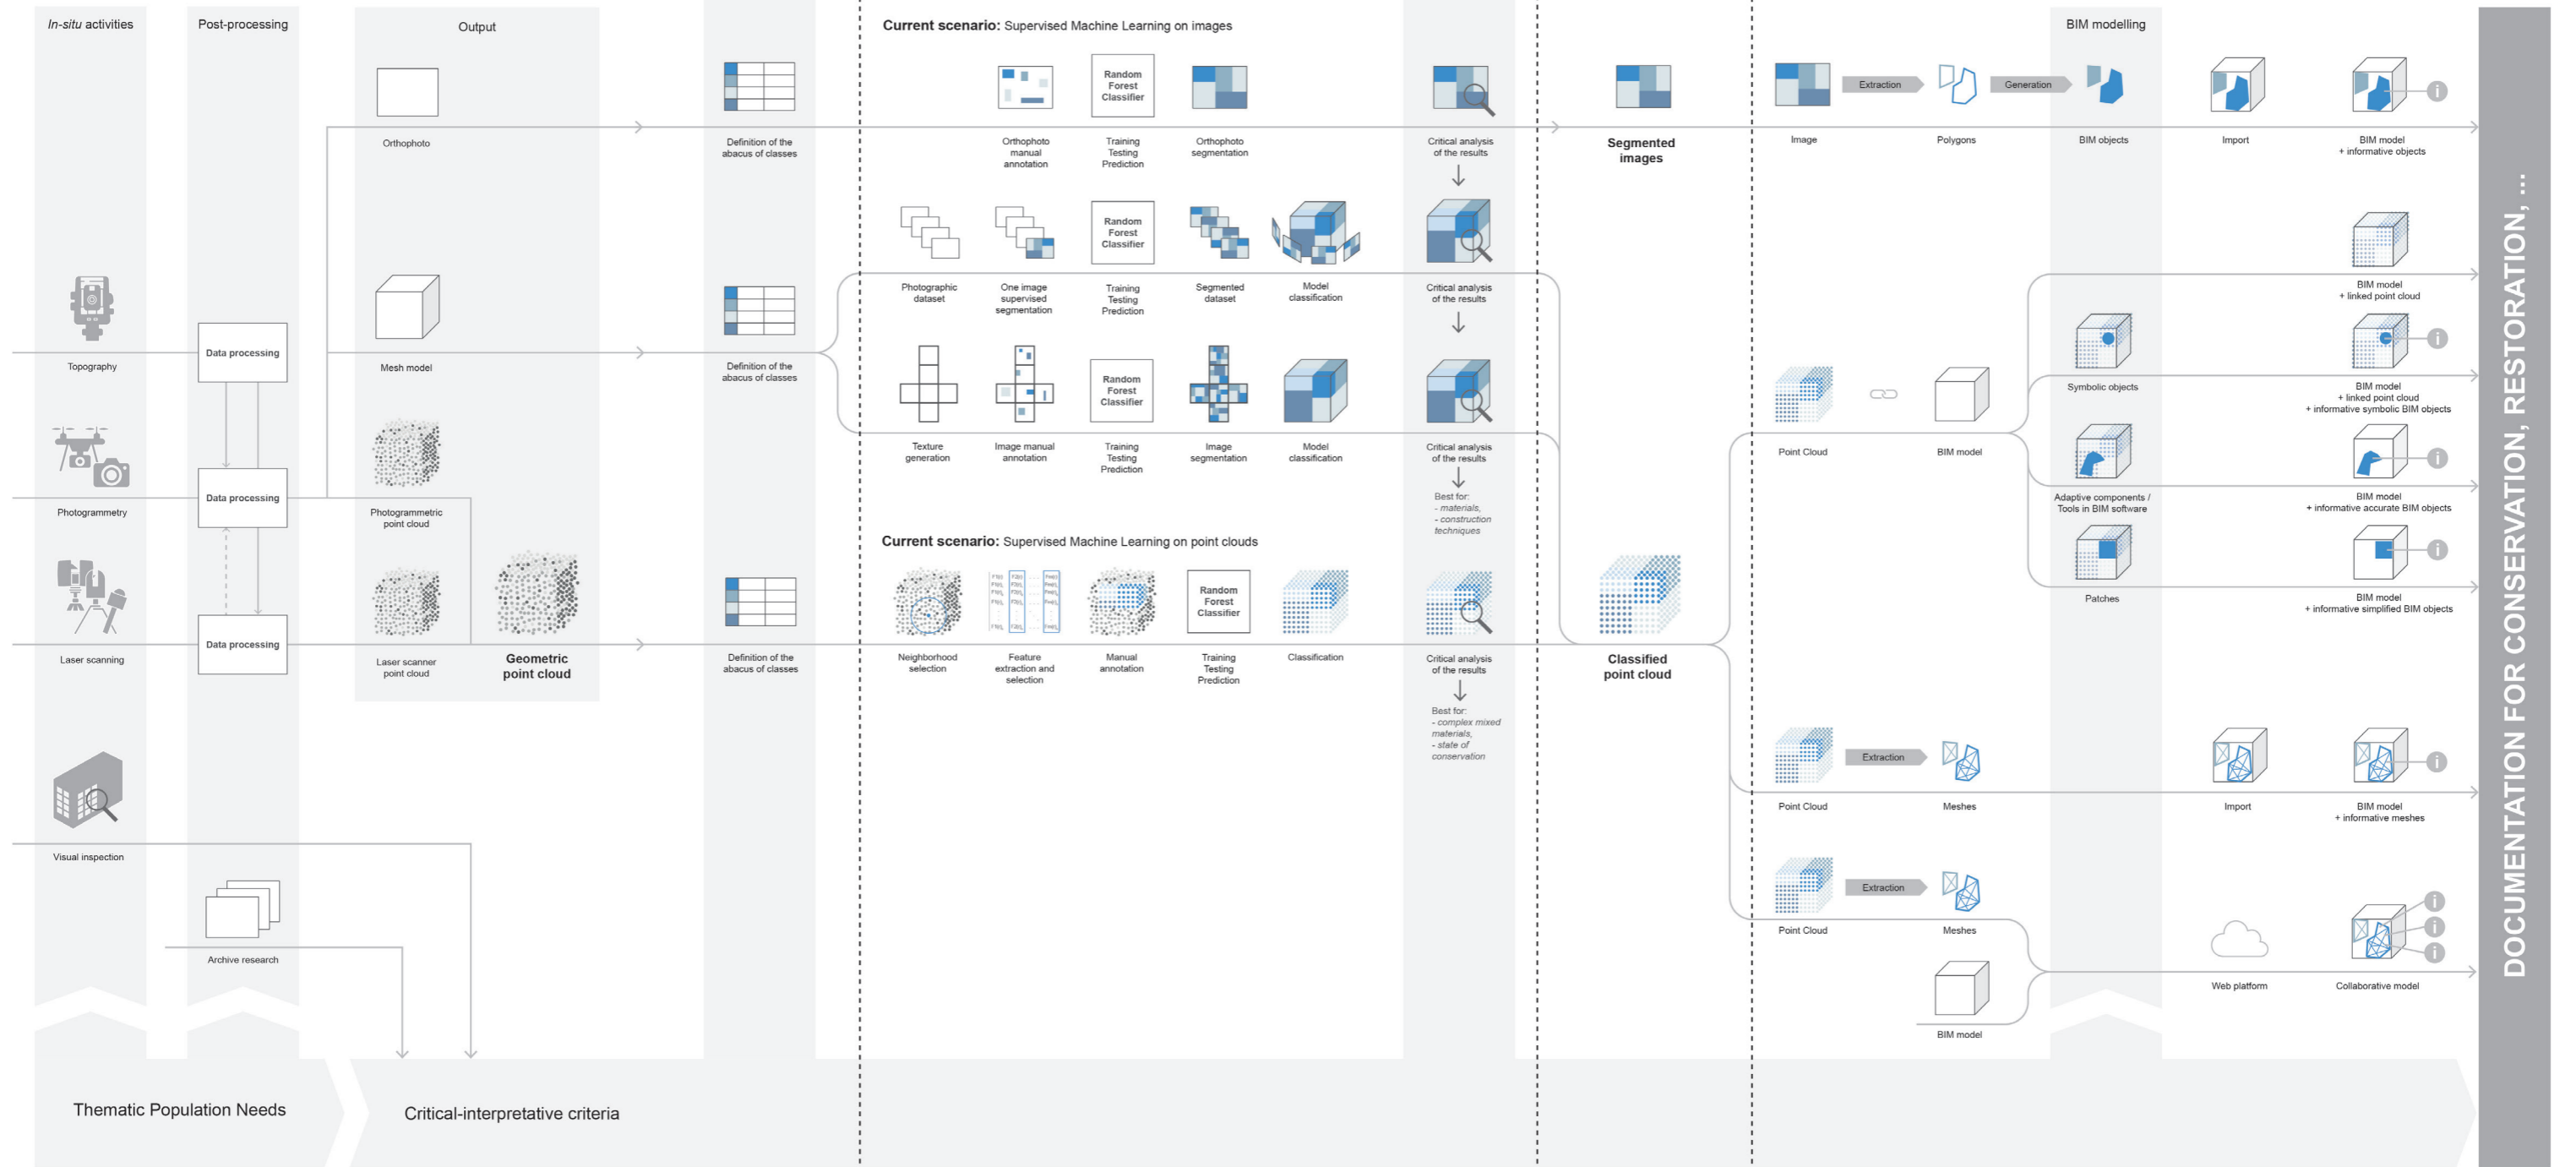 In-situ activities
Post-processing
Output
Current scenario: Supervised Machine Learning on images
BIM modelling
Orthophoto
Definition of the
abacus of classes
Orthophoto
manual
annotation
Random
Forest
Classifier
Training
Testing
Prediction
Orthophoto
segmentation
Critical analysis
of the results
Segmented
images
Image
Extraction
Polygons
Generation
BIM objects
Import
i
BIM model
+ informative objects
Topography
Data processing
Mesh model
Definition of the
abacus of classes
Photographic
dataset
One image
supervised
segmentation
Random
Forest
Classifier
Training
Testing
Prediction
Segmented
dataset
Model
classification
Critical analysis
of the results
Texture
generation
Image manual
annotation
Random
Forest
Classifier
Training
Testing
Prediction
Image
segmentation
Model
classification
Critical analysis
of the results
Best for:
- materials,
- construction
techniques
Photogrammetry
Data processing
Photogrammetric
point cloud
Laser scanning
Data processing
Laser scanner
point cloud
Geometric
point cloud
Definition of the
abacus of classes
Current scenario: Supervised Machine Learning on point clouds
Neighborhood
selection
Feature
extraction and
selection
Manual
annotation
Random
Forest
Classifier
Training
Testing
Prediction
Classification
Critical analysis
of the results
Best for:
- complex mixed
materials,
- state of
conservation
Classified
point cloud
Point Cloud
BIM model
BIM model
+ linked point cloud
Symbolic objects
i
BIM model
+ linked point cloud
+ informative symbolic BIM objects
Adaptive components /
Tools in BIM software
i
BIM model
+ informative accurate BIM objects
Patches
i
BIM model
+ informative simplified BIM objects
Point Cloud
Extraction
Meshes
Import
i
BIM model
+ informative meshes
Point Cloud
Extraction
Meshes
BIM model
Web platform
i
i
i
Collaborative model
Visual inspection
Archive research
Thematic Population Needs
Critical-interpretative criteria
DOCUMENTATION FOR CONSERVATION, RESTORATION, ...